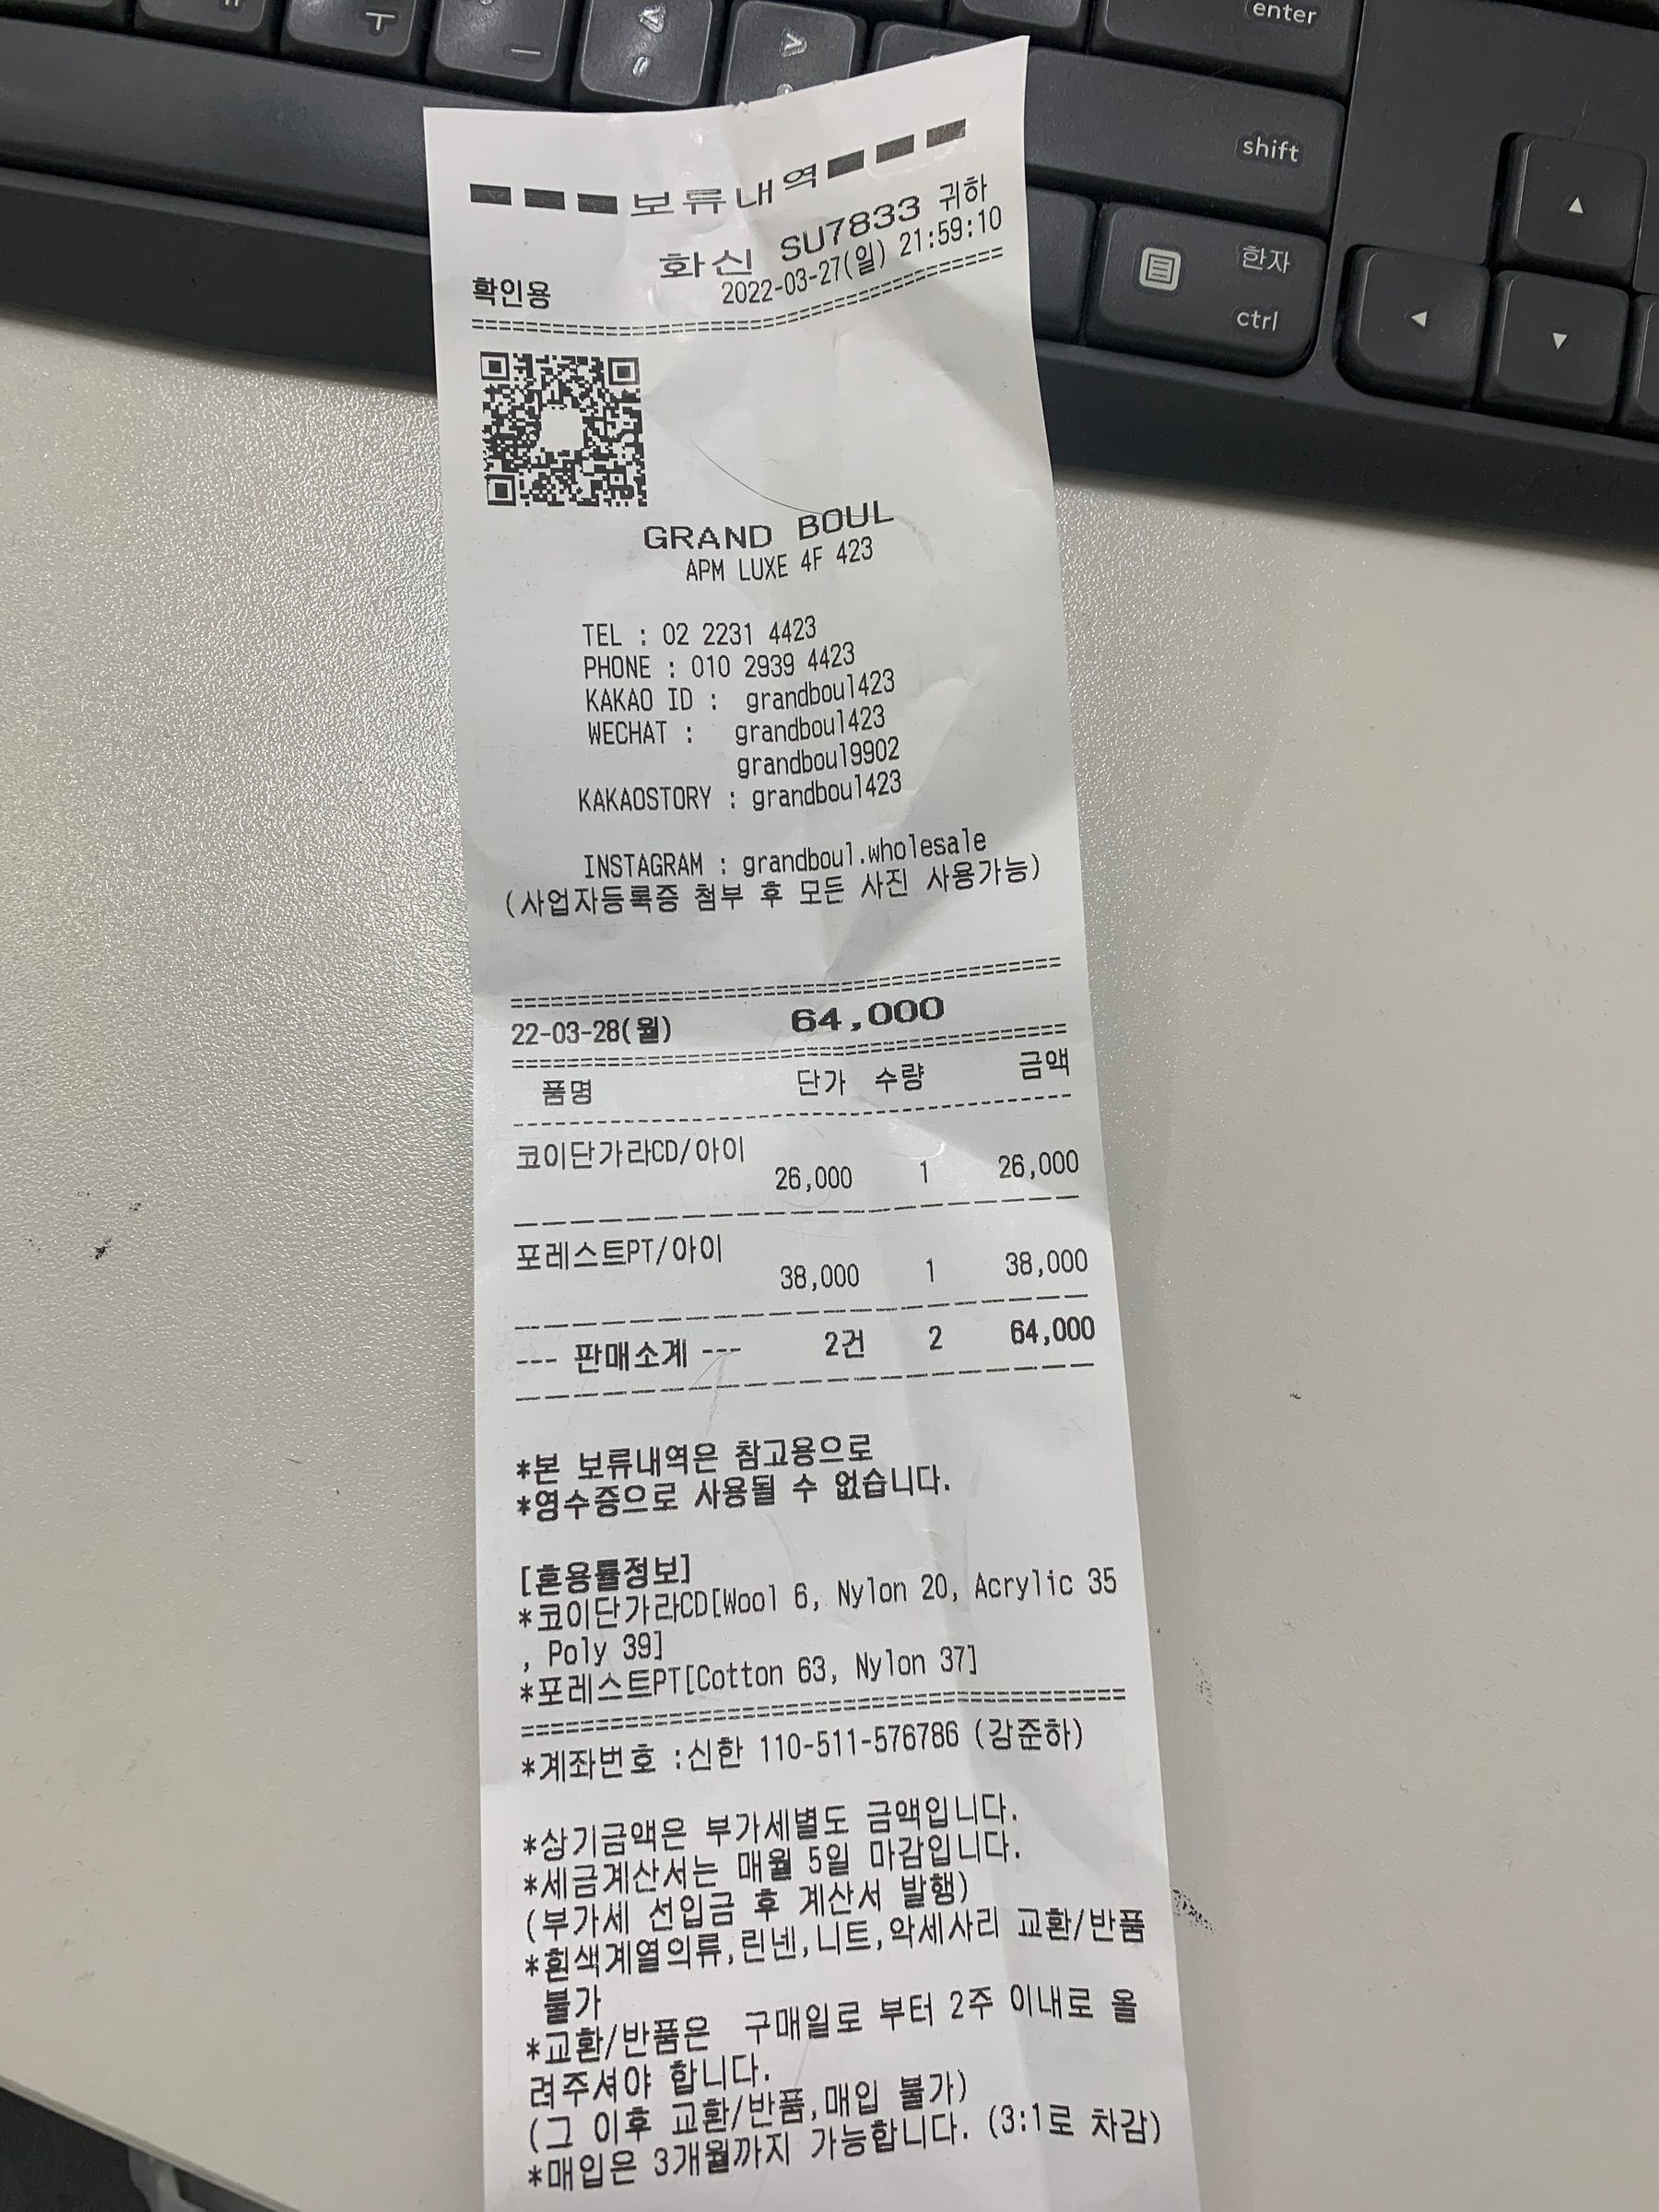 enter
ㅠ
ㅜ
ㅡ
shift
한자
ctrl
보류내역
화신 SU7833 귀하
확인용 2022-03-27(일) 21:59:10
GRAND BOUL
APM LUXE 4F 423
TEL : 02 2231 4423
PHONE : 010 2939 4423
KAKAO ID : grandboul423
WECHAT : grandboul423
grandboul9902
KAKAOSTORY : grandboul423
INSTAGRAM : grandboul.wholesale
(사업자등록증 첨부 후 모든 사진 사용가능)
22-03-28(월) 64,000
품명 단가 수량 금액
코이단가라CD/아이
26,000 1 26,000
포레스트PT/아이
38,000 1 38,000
--- 판매소계 --- 2건 2 64,000
*본 보류내역은 참고용으로
*영수증으로 사용될 수 없습니다.
[혼용률정보]
*코이단가라CD[Wool 6, Nylon 20, Acrylic 35
, Poly 39]
*포레스트PT[Cotton 63, Nylon 37]
*계좌번호 :신한 110-511-576786 (강준하)
*상기금액은 부가세별도 금액입니다.
*세금계산서는 매월 5일 마감입니다.
(부가세 선입금 후 계산서 발행)
*흰색계열의류,린넨,니트,악세사리 교환/반품
불가
*교환/반품은 구매일로 부터 2주 이내로 올
려주셔야 합니다.
(그 이후 교환/반품,매입 불가)
*매입은 3개월까지 가능합니다. (3:1로 차감)